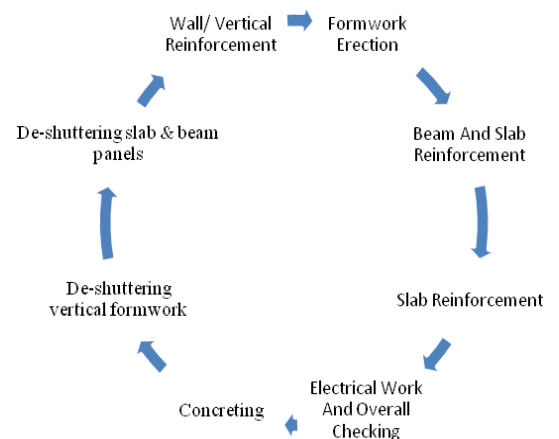 Wall/ Vertical
Reinforcement
Formwork
Erection
Beam And Slab
Reinforcement
Slab Reinforcement
Electrical Work
And Overall
Checking
Concreting
De-shuttering
vertical formwork
De-shuttering slab & beam
panels